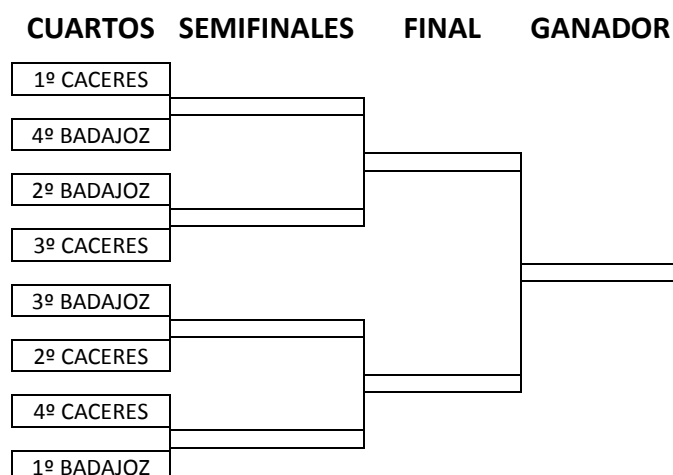 CUARTOS SEMIFINALES FINAL GANADOR
1º CACERES
4º BADAJOZ
2º BADAJOZ
3º CACERES
3º BADAJOZ
2º CACERES
4º CACERES
1º BADAJOZ